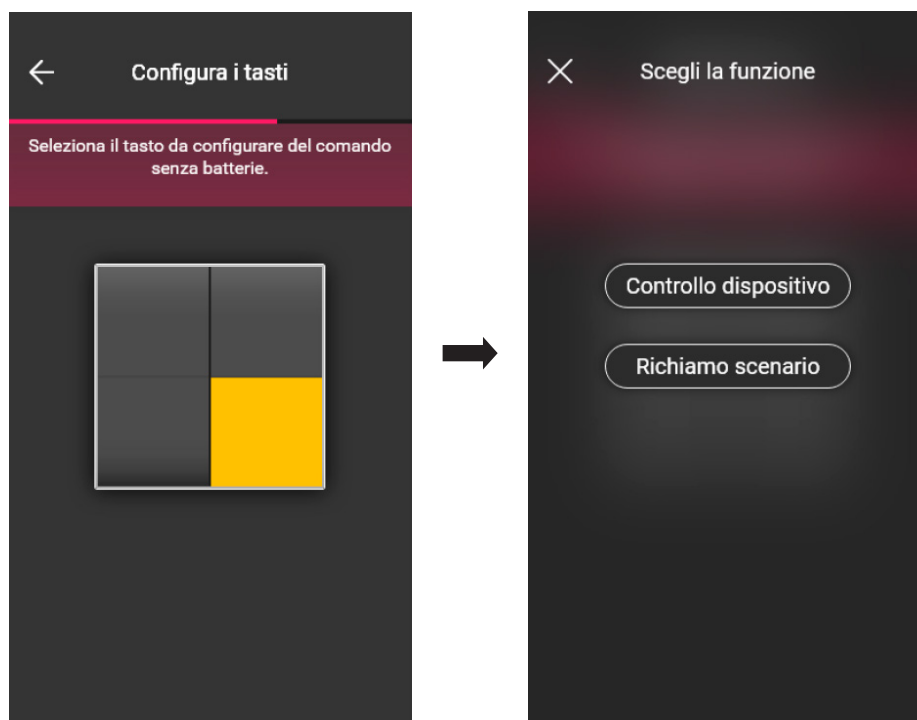 Configura i tasti
Seleziona il tasto da configurare del comando
senza batterie.
Scegli la funzione
Controllo dispositivo
Richiamo scenario